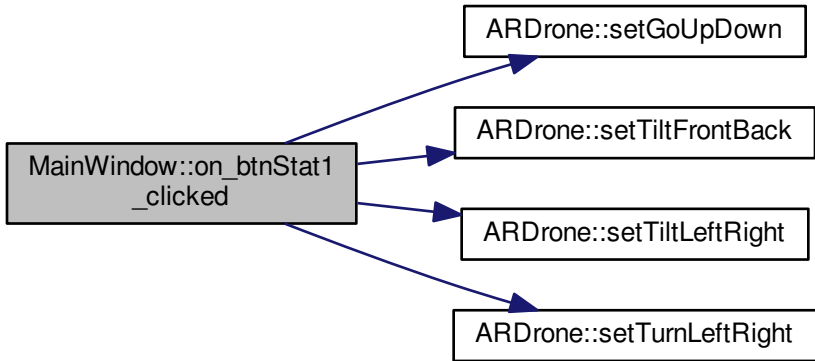 ARDrone::setGoUpDown
ARDrone::setTiltFrontBack
MainWindow::on_btnStat1
_clicked
ARDrone::setTiltLeftRight
ARDrone::setTurnLeftRight